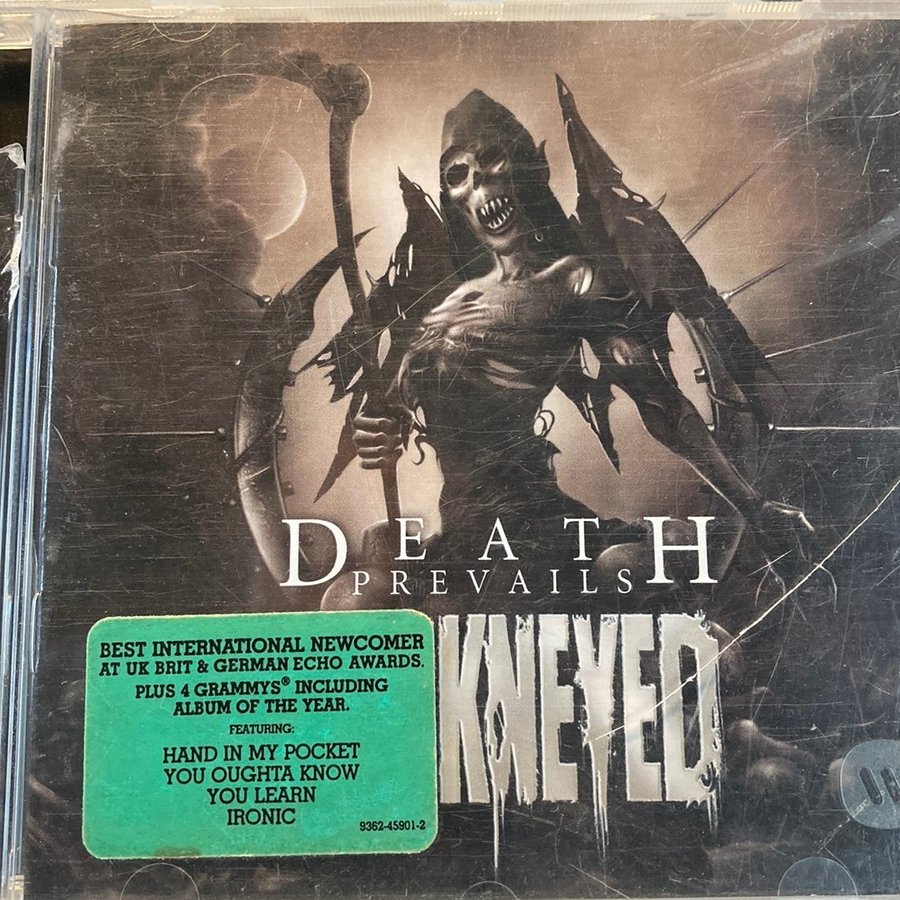 DEATH
PREVAILS
KNEYED
BEST INTERNATIONAL NEWCOMER
AT UK BRIT & GERMAN ECHO AWARDS.
PLUS 4 GRAMMYS® INCLUDING
ALBUM OF THE YEAR.
FEATURING:
HAND IN MY POCKET
YOU OUGHTA KNOW
YOU LEARN
IRONIC
9362-45901-2